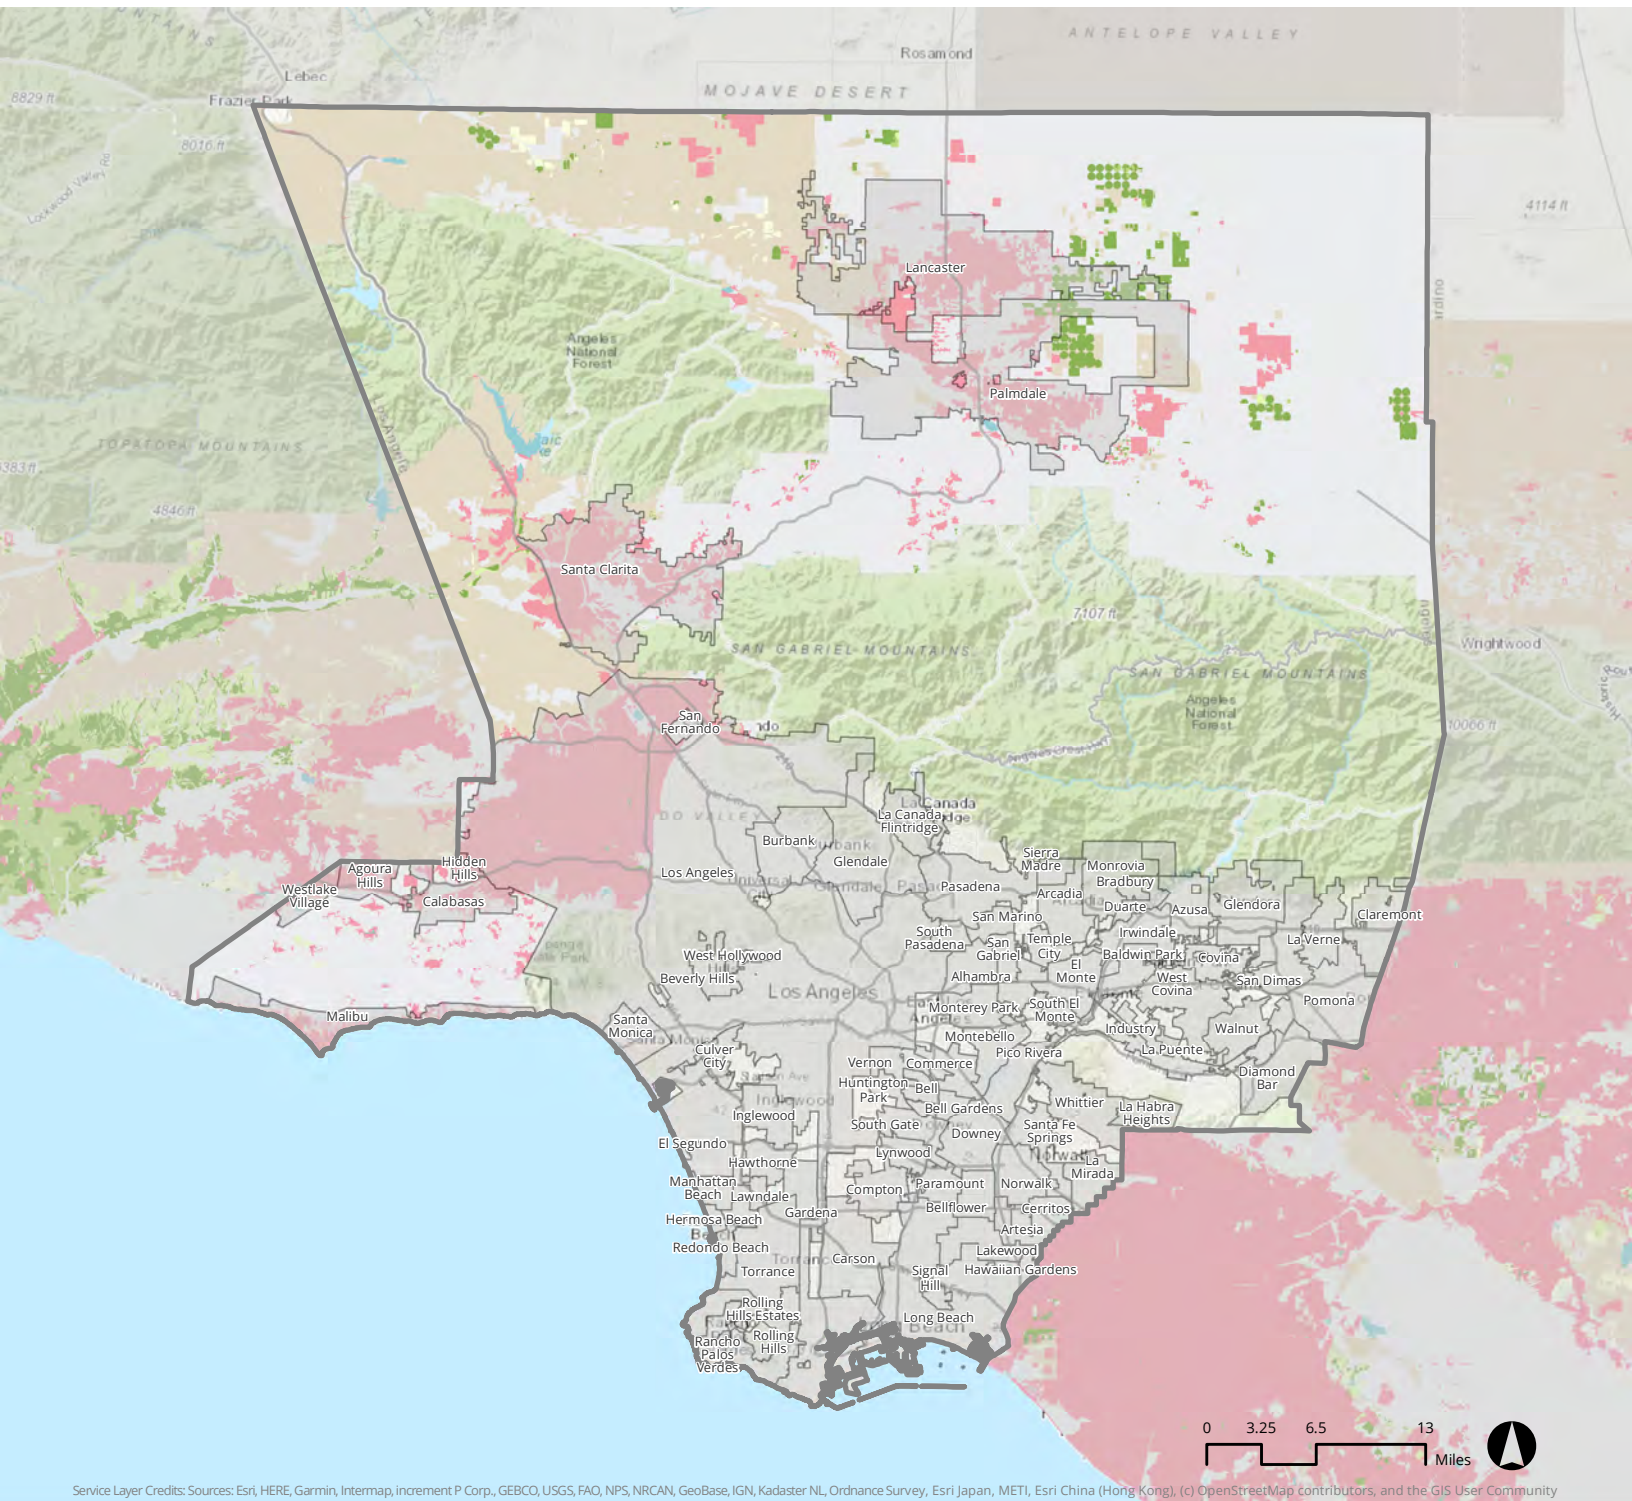 ANTELOPE VALLEY
Rosamond
Lebec
MOJAVE DESERT
8829 ft
Frazier Park
8016 ft
Lockwood Valley Rd
4114 ft
Lancaster
Angeles
National
Forest
Palmdale
TOPATOPA MOUNTAINS
4846 ft
Santa Clarita
7107 ft
Wrightwood
SAN GABRIEL MOUNTAINS
SAN GABRIEL MOUNTAINS
Angeles
National
Forest
San
Fernando
10066 ft
Angeles Crest
210
La Canada
Flintridge
Burbank
Glendale
Hidden
Hills
Agoura
Hills
Westlake
Village
Calabasas
Los Angeles
Universal
Glendale
Pasadena
Sierra
Madre
Monrovia
Bradbury
Arcadia
Duarte
Azusa
Glendora
Claremont
San Marino
South
Pasadena
San
Gabriel
Temple
City
Irwindale
Baldwin Park
Covina
La Verne
West Hollywood
Beverly Hills
Alhambra
El
Monte
West
Covina
San Dimas
Pomona
Los Angeles
Monterey Park
South El
Monte
Malibu
Santa
Monica
Industry
Walnut
Montebello
Pico Rivera
La Puente
Culver
City
Vernon
Commerce
Diamond
Bar
Huntington
Park
Bell
Bell Gardens
Whittier
La Habra
Heights
Inglewood
Inglewood
South Gate
Downey
Santa Fe
Springs
El Segundo
Lynwood
Hawthorne
La
Mirada
Manhattan
Beach
Lawndale
Compton
Paramount
Norwalk
Gardena
Bellflower
Cerritos
Hermosa Beach
Artesia
Redondo Beach
Lakewood
Carson
Torrance
Signal
Hill
Hawaiian Gardens
Rolling
Hills Estates
Long Beach
Rancho
Palos
Verdes
Rolling
Hills
0 3.25 6.5 13
Miles
Service Layer Credits: Sources: Esri, HERE, Garmin, Intermap, increment P Corp., GEBCO, USGS, FAO, NPS, NRCAN, GeoBase, IGN, Kadaster NL, Ordnance Survey, Esri Japan, METI, Esri China (Hong Kong), (c) OpenStreetMap contributors, and the GIS User Community